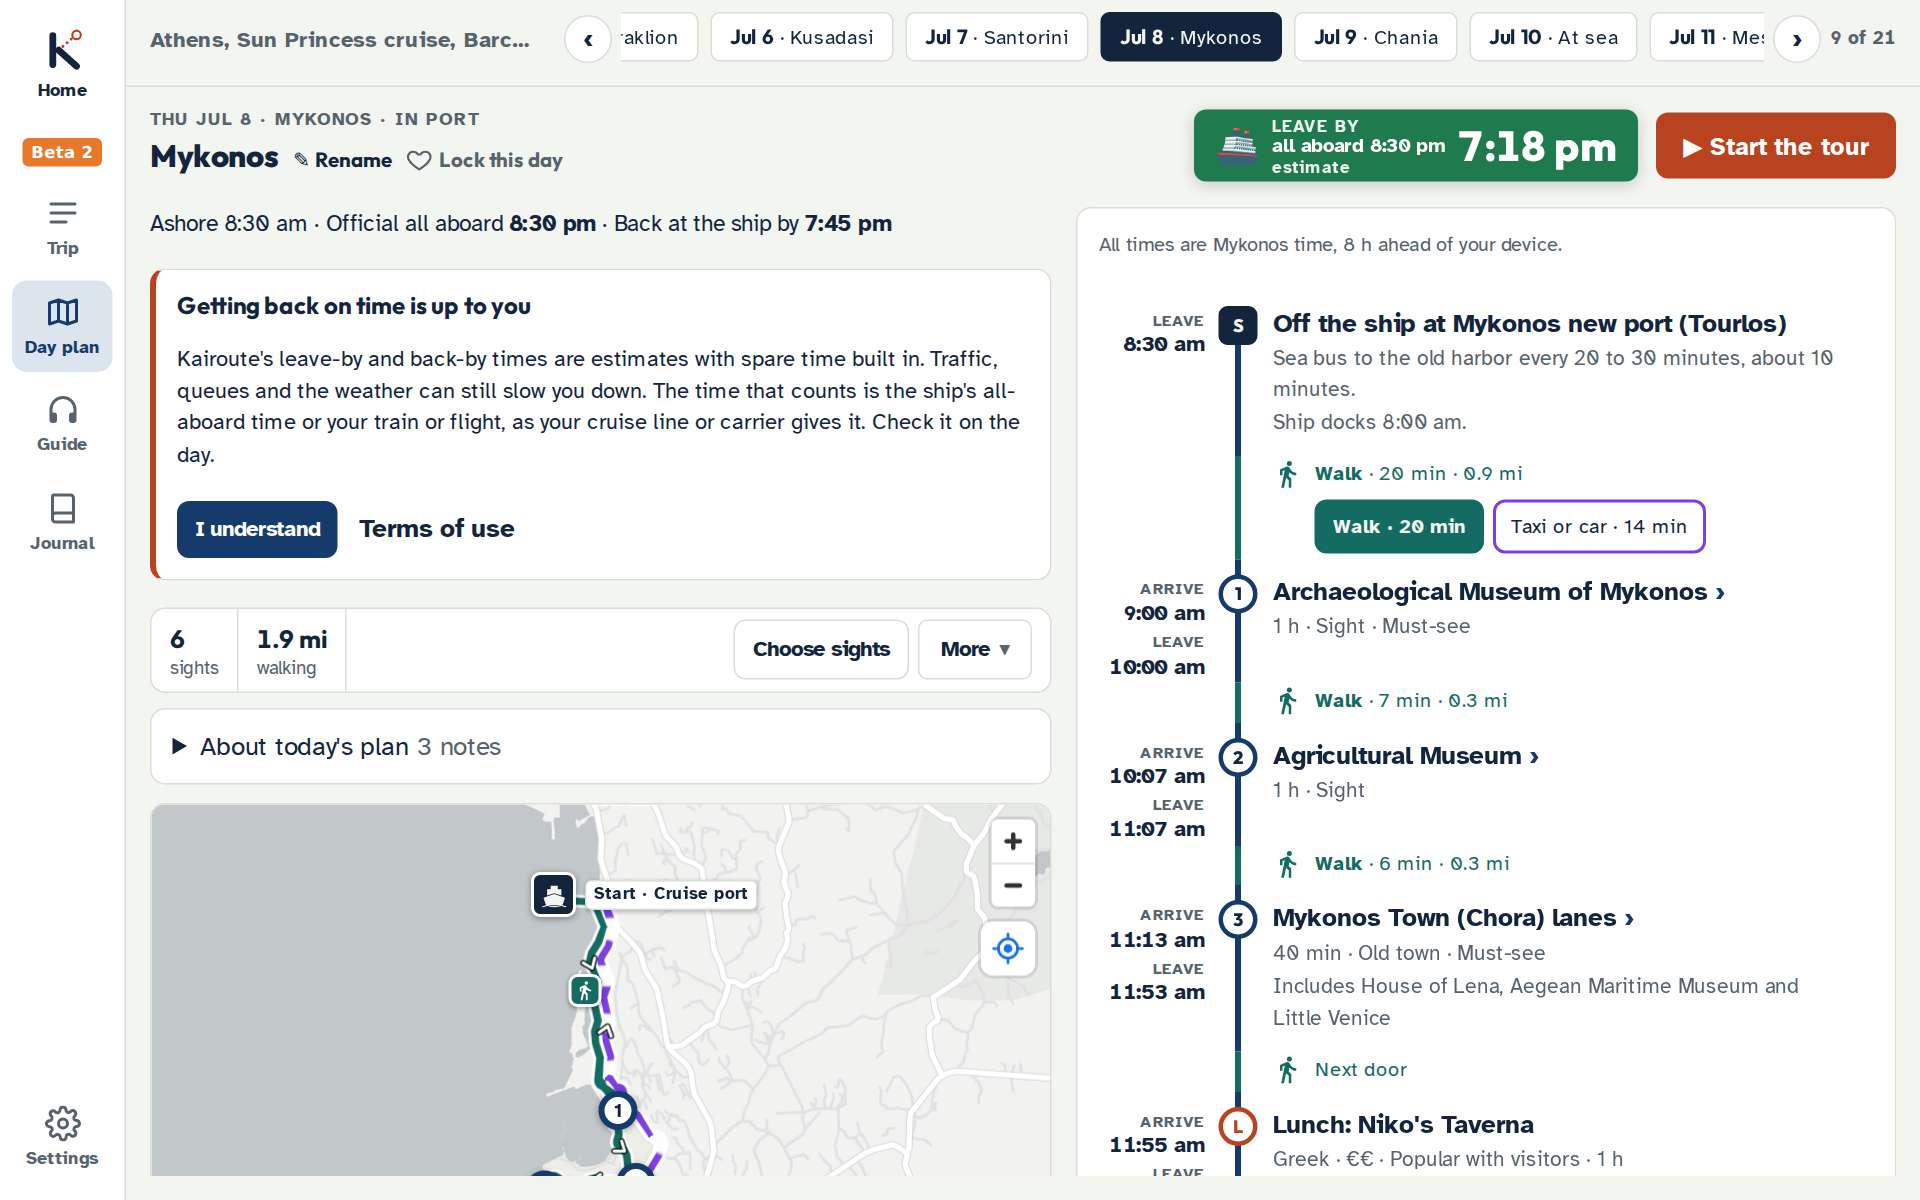 Athens, Sun Princess cruise, Barc...
‹
raklion
Jul 6 · Kusadasi
Jul 7 · Santorini
Jul 8 · Mykonos
Jul 9 · Chania
Jul 10 · At sea
Jul 11 · Mes
›
9 of 21
Home
Beta 2
Trip
Day plan
Guide
Journal
Settings
THU JUL 8 · MYKONOS · IN PORT
Mykonos
✎ Rename
Lock this day
LEAVE BY
all aboard 8:30 pm
estimate
7:18 pm
▶ Start the tour
Ashore 8:30 am · Official all aboard 8:30 pm · Back at the ship by 7:45 pm
Getting back on time is up to you
Kairoute's leave-by and back-by times are estimates with spare time built in. Traffic,
queues and the weather can still slow you down. The time that counts is the ship's all-
aboard time or your train or flight, as your cruise line or carrier gives it. Check it on the
day.
I understand
Terms of use
6
sights
1.9 mi
walking
Choose sights
More ▼
▶ About today's plan 3 notes
Start · Cruise port
1
+
−
All times are Mykonos time, 8 h ahead of your device.
LEAVE
8:30 am
S
Off the ship at Mykonos new port (Tourlos)
Sea bus to the old harbor every 20 to 30 minutes, about 10
minutes.
Ship docks 8:00 am.
Walk · 20 min · 0.9 mi
Walk · 20 min
Taxi or car · 14 min
ARRIVE
9:00 am
LEAVE
10:00 am
1
Archaeological Museum of Mykonos ›
1 h · Sight · Must-see
Walk · 7 min · 0.3 mi
ARRIVE
10:07 am
LEAVE
11:07 am
2
Agricultural Museum ›
1 h · Sight
Walk · 6 min · 0.3 mi
ARRIVE
11:13 am
LEAVE
11:53 am
3
Mykonos Town (Chora) lanes ›
40 min · Old town · Must-see
Includes House of Lena, Aegean Maritime Museum and
Little Venice
Next door
ARRIVE
11:55 am
LEAVE
L
Lunch: Niko's Taverna
Greek · €€ · Popular with visitors · 1 h